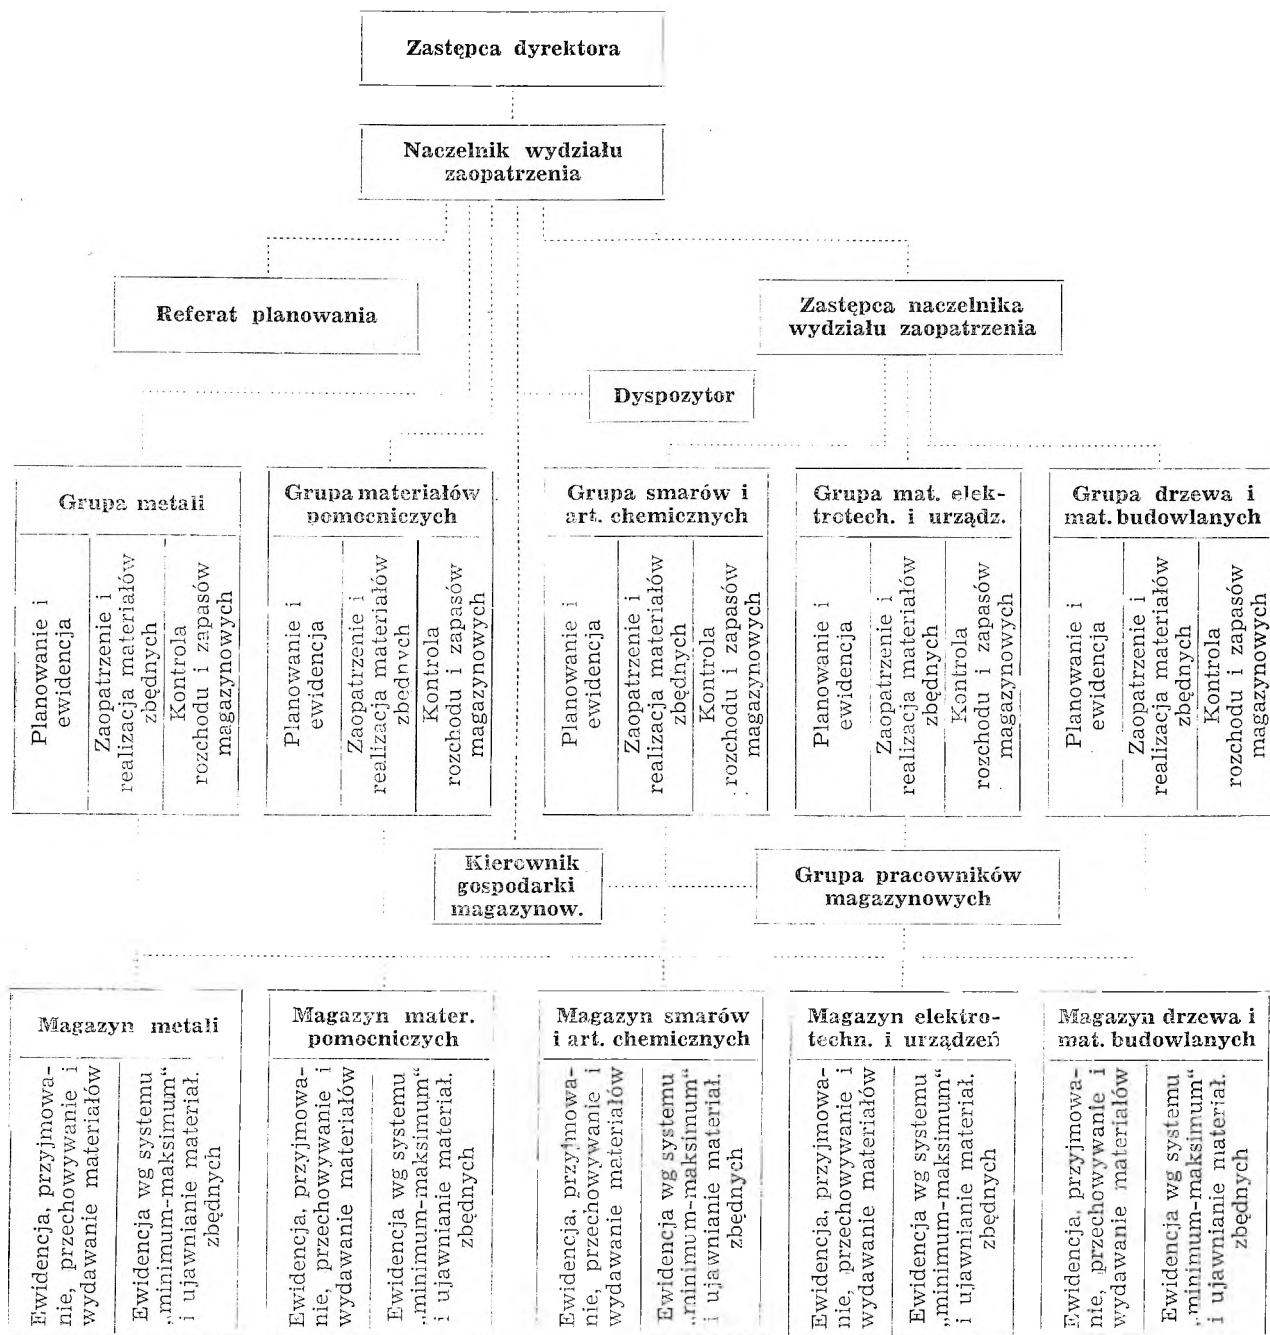 Zastępca dyrektora
Naczelnik wydziału
zaopatrzenia
Referat planowania
Zastępca naczelnika
wydziału zaopatrzenia
Dyspozytor
Grupa metali
Planowanie i
ewidencja
Zaopatrzenie i
realizacja materiałów
zbędnych
Kontrola
rozchodu i zapasów
magazynowych
Grupa materiałów
pomocniczych
Planowanie i
ewidencja
Zaopatrzenie i
realizacja materiałów
zbędnych
Kontrola
rozchodu i zapasów
magazynowych
Grupa smarów i
art. chemicznych
Planowanie i
ewidencja
Zaopatrzenie i
realizacja materiałów
zbędnych
Kontrola
rozchodu i zapasów
magazynowych
Grupa mat. elek-
trotech. i urządz.
Planowanie i
ewidencja
Zaopatrzenie i
realizacja materiałów
zbędnych
Kontrola
rozchodu i zapasów
magazynowych
Grupa drzewa i
mat. budowlanych
Planowanie i
ewidencja
Zaopatrzenie i
realizacja materiałów
zbędnych
Kontrola
rozchodu i zapasów
magazynowych
Kierownik
gospodarki
magazynow.
Grupa pracowników
magazynowych
Magazyn metali
Ewidencja, przyjmowa-
nie, przechowywanie i
wydawanie materiałów
Ewidencja wg systemu
„minimum-maksimum“
i ujawnianie materiał.
zbędnych
Magazyn mater.
pomocniczych
Ewidencja, przyjmowa-
nie, przechowywanie i
wydawanie materiałów
Ewidencja wg systemu
„minimum-maksimum“
i ujawnianie materiał.
zbędnych
Magazyn smarów
i art. chemicznych
Ewidencja, przyjmowa-
nie, przechowywanie i
wydawanie materiałów
Ewidencja wg systemu
„minimum-maksimum“
i ujawnianie materiał.
zbędnych
Magazyn elektro-
techn. i urządzeń
Ewidencja, przyjmowa-
nie, przechowywanie i
wydawanie materiałów
Ewidencja wg systemu
„minimum-maksimum“
i ujawnianie materiał.
zbędnych
Magazyn drzewa i
mat. budowlanych
Ewidencja, przyjmowa-
nie, przechowywanie i
wydawanie materiałów
Ewidencja wg systemu
„minimum-maksimum“
i ujawnianie materiał.
zbędnych